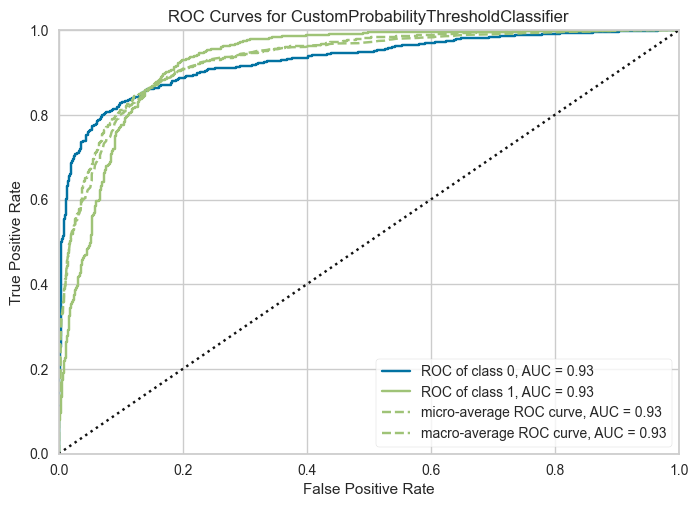 ROC Curves for CustomProbabilityThresholdClassifier
1.0
0.8
0.6
0.4
0.2
0.0
True Positive Rate
ROC of class 0, AUC = 0.93
ROC of class 1, AUC = 0.93
micro-average ROC curve, AUC = 0.93
macro-average ROC curve, AUC = 0.93
0.0 0.2 0.4 0.6 0.8 1.0
False Positive Rate